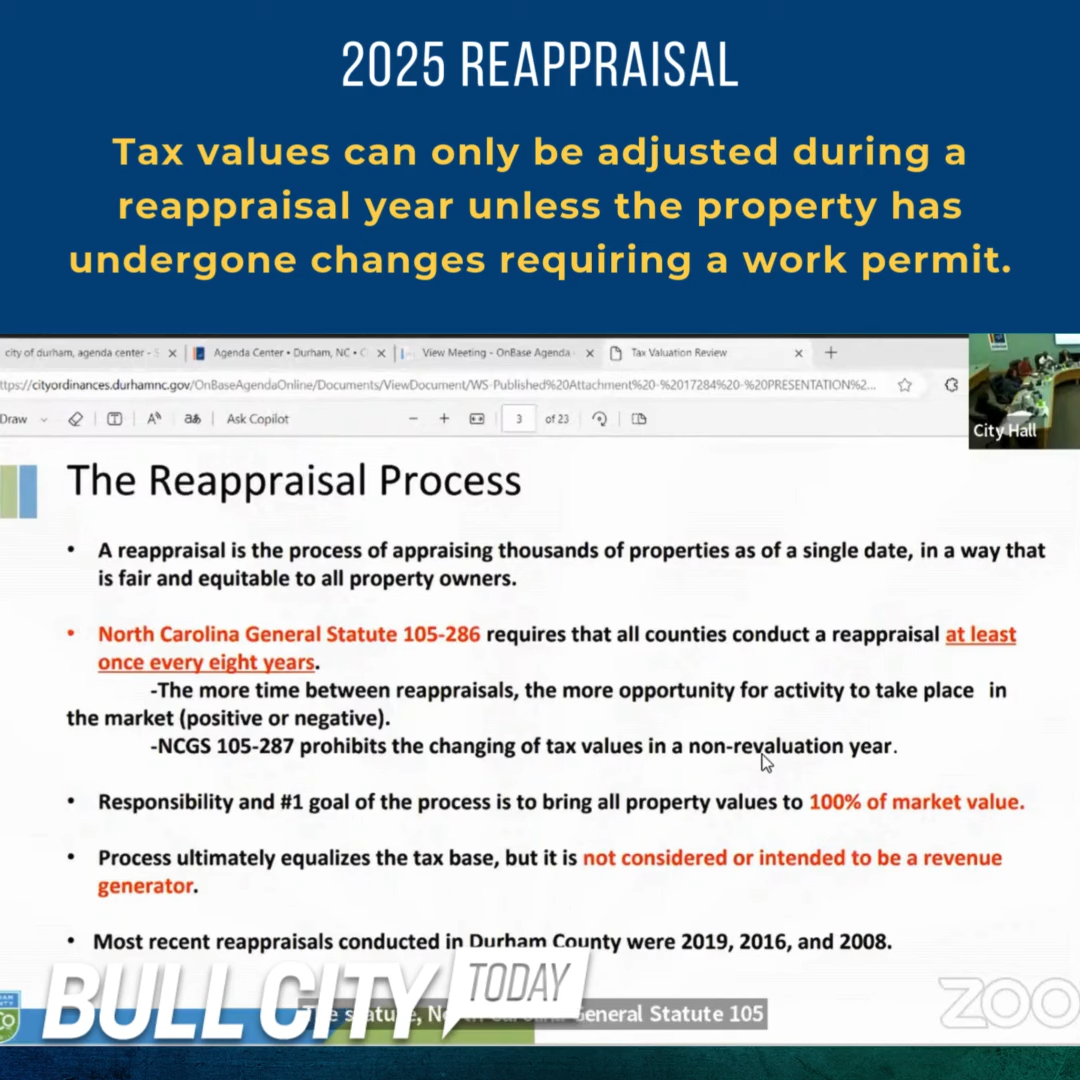 2025 REAPPRAISAL
Tax values can only be adjusted during a
reappraisal year unless the property has
undergone changes requiring a work permit.
city of durham, agenda center -
Agenda Center • Durham, NC •
View Meeting - OnBase Agenda
Tax Valuation Review
ttps://cityordinances.durhamnc.gov/OnBaseAgendaOnline/Documents/ViewDocument/WS-Published%20Attachment%20-%2017284%20-%20PRESENTATION%2...
Draw
Ask Copilot
3 of 23
City Hall
The Reappraisal Process
• A reappraisal is the process of appraising thousands of properties as of a single date, in a way that
is fair and equitable to all property owners.
• North Carolina General Statute 105-286 requires that all counties conduct a reappraisal at least
once every eight years.
-The more time between reappraisals, the more opportunity for activity to take place in
the market (positive or negative).
-NCGS 105-287 prohibits the changing of tax values in a non-revaluation year.
• Responsibility and #1 goal of the process is to bring all property values to 100% of market value.
• Process ultimately equalizes the tax base, but it is not considered or intended to be a revenue
generator.
• Most recent reappraisals conducted in Durham County were 2019, 2016, and 2008.
BULL CITY
TODAY
General Statute 105
ZOO